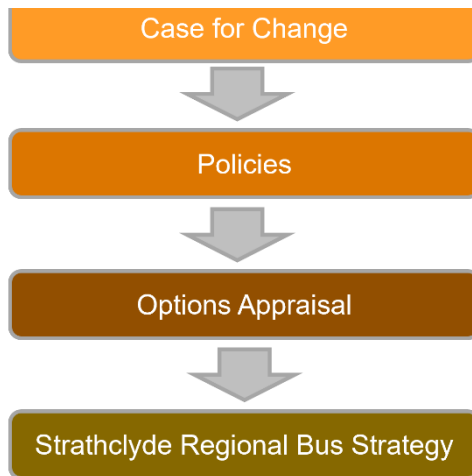 Case for Change
Policies
Options Appraisal
Strathclyde Regional Bus Strategy